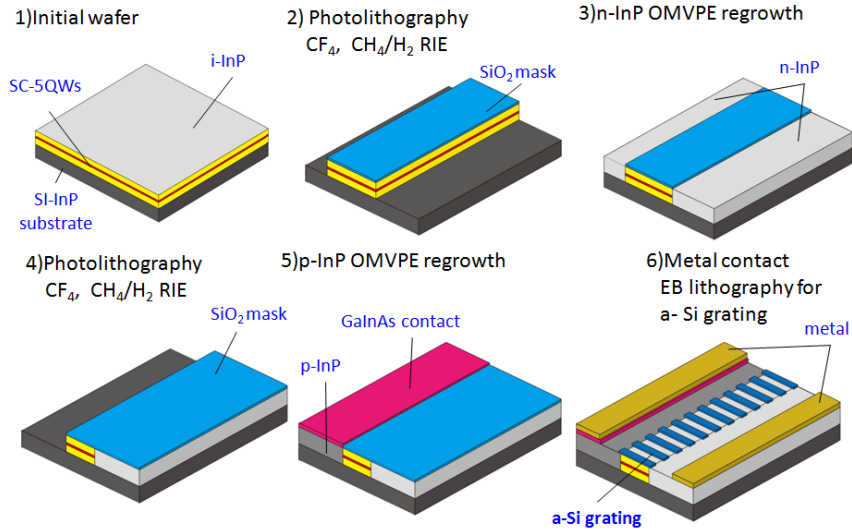 1)Initial wafer
i-InP
SC-5QWs
SI-InP
substrate
2) Photolithography
CF4, CH4/H2 RIE
SiO2 mask
3)n-InP OMVPE regrowth
n-InP
4)Photolithography
CF4, CH4/H2 RIE
SiO2 mask
5)p-InP OMVPE regrowth
GaInAs contact
p-InP
6)Metal contact
EB lithography for
a- Si grating
metal
a-Si grating